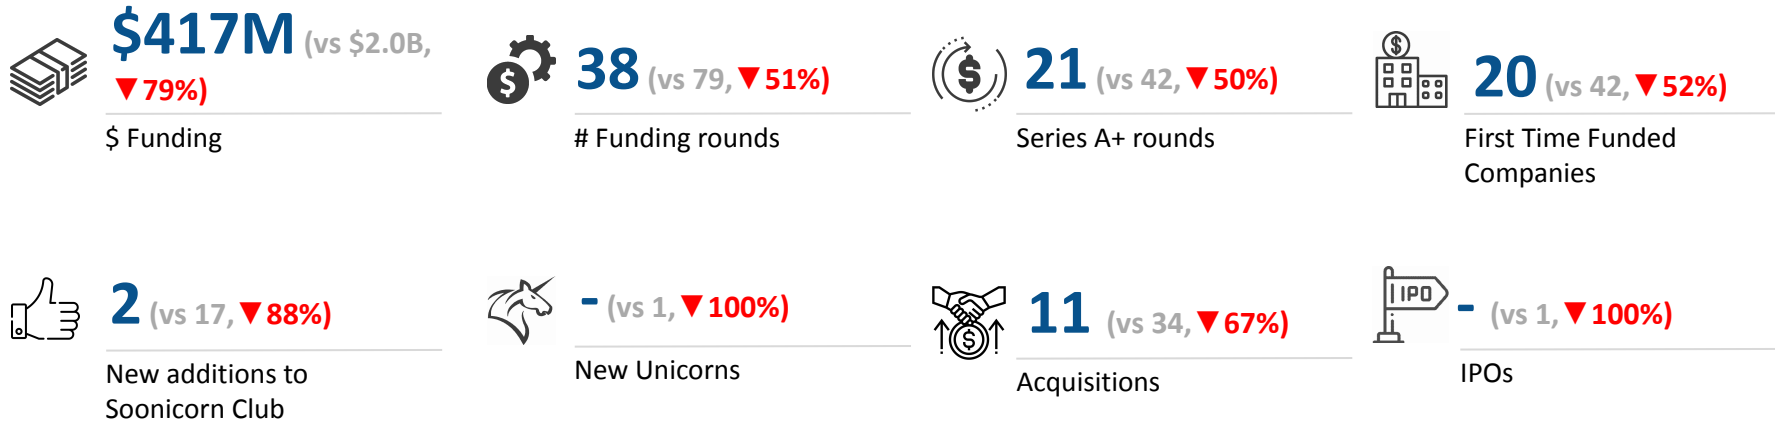 $417M (vs $2.0B,
▼79%)
$ Funding
38 (vs 79, ▼51%)
# Funding rounds
21 (vs 42, ▼50%)
Series A+ rounds
20 (vs 42, ▼52%)
First Time Funded
Companies
2 (vs 17, ▼88%)
New additions to
Soonicorn Club
- (vs 1, ▼100%)
New Unicorns
11 (vs 34, ▼67%)
Acquisitions
IPO
- (vs 1, ▼100%)
IPOs